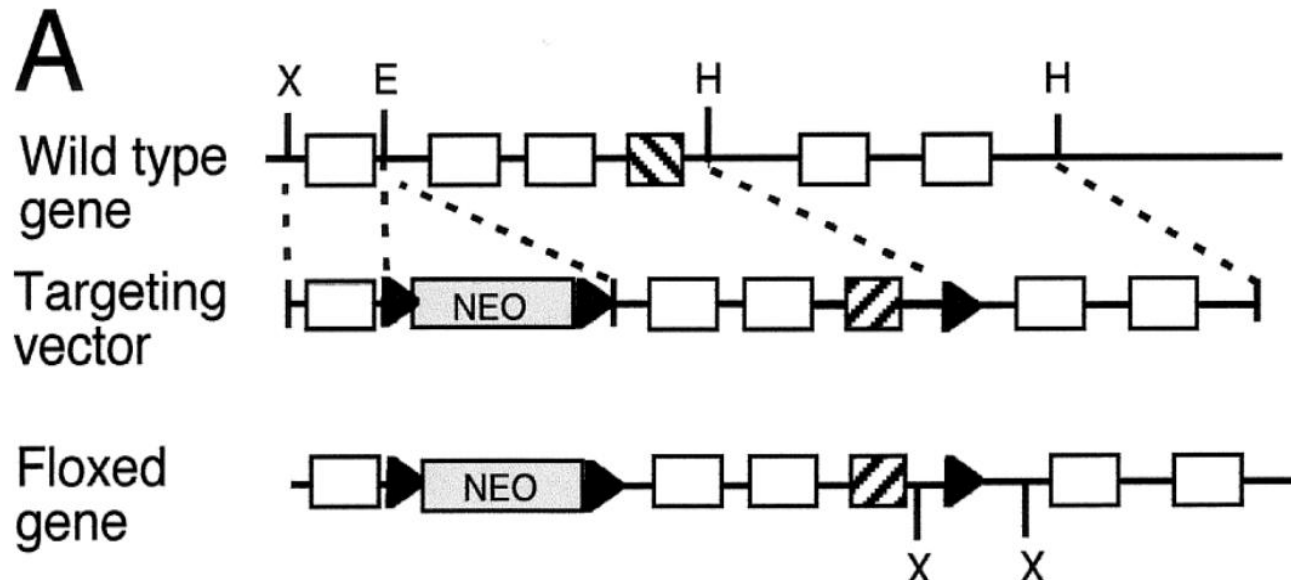 A
X E H H
Wild type
gene
Targeting
vector
NEO
Floxed
gene
NEO
X X